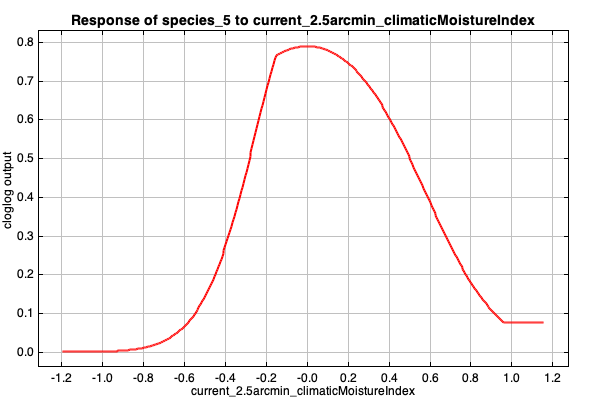 Response of species_5 to current_2.5arcmin_climaticMoistureIndex
cloglog output
0.8
0.7
0.6
0.5
0.4
0.3
0.2
0.1
0.0
-1.2 -1.0 -0.8 -0.6 -0.4 -0.2 -0.0 0.2 0.4 0.6 0.8 1.0 1.2
current_2.5arcmin_climaticMoistureIndex